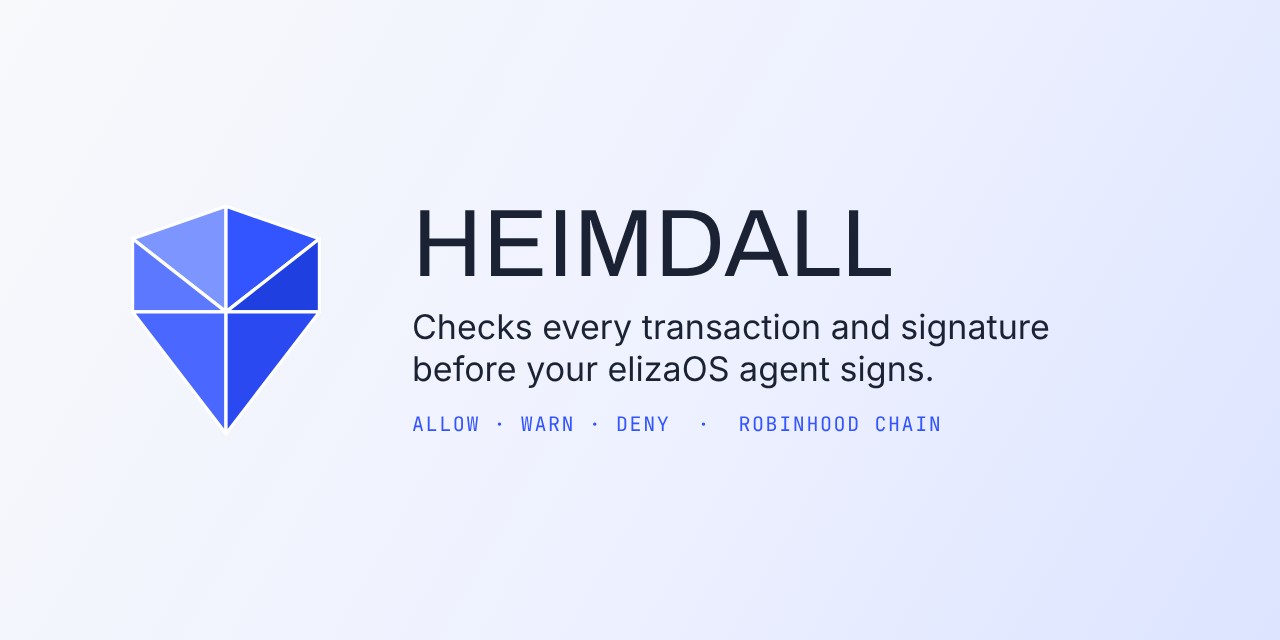 HEIMDALL
Checks every transaction and signature
before your elizaOS agent signs.
ALLOW · WARN · DENY · ROBINHOOD CHAIN